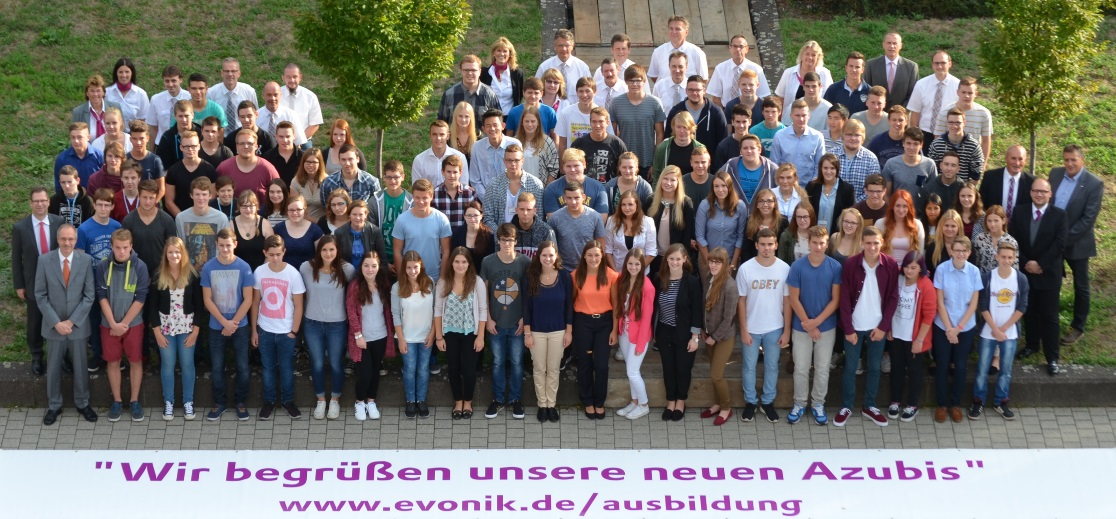 "Wir begrüßen unsere neuen Azubis"
www.evonik.de/ausbildung
OBEY